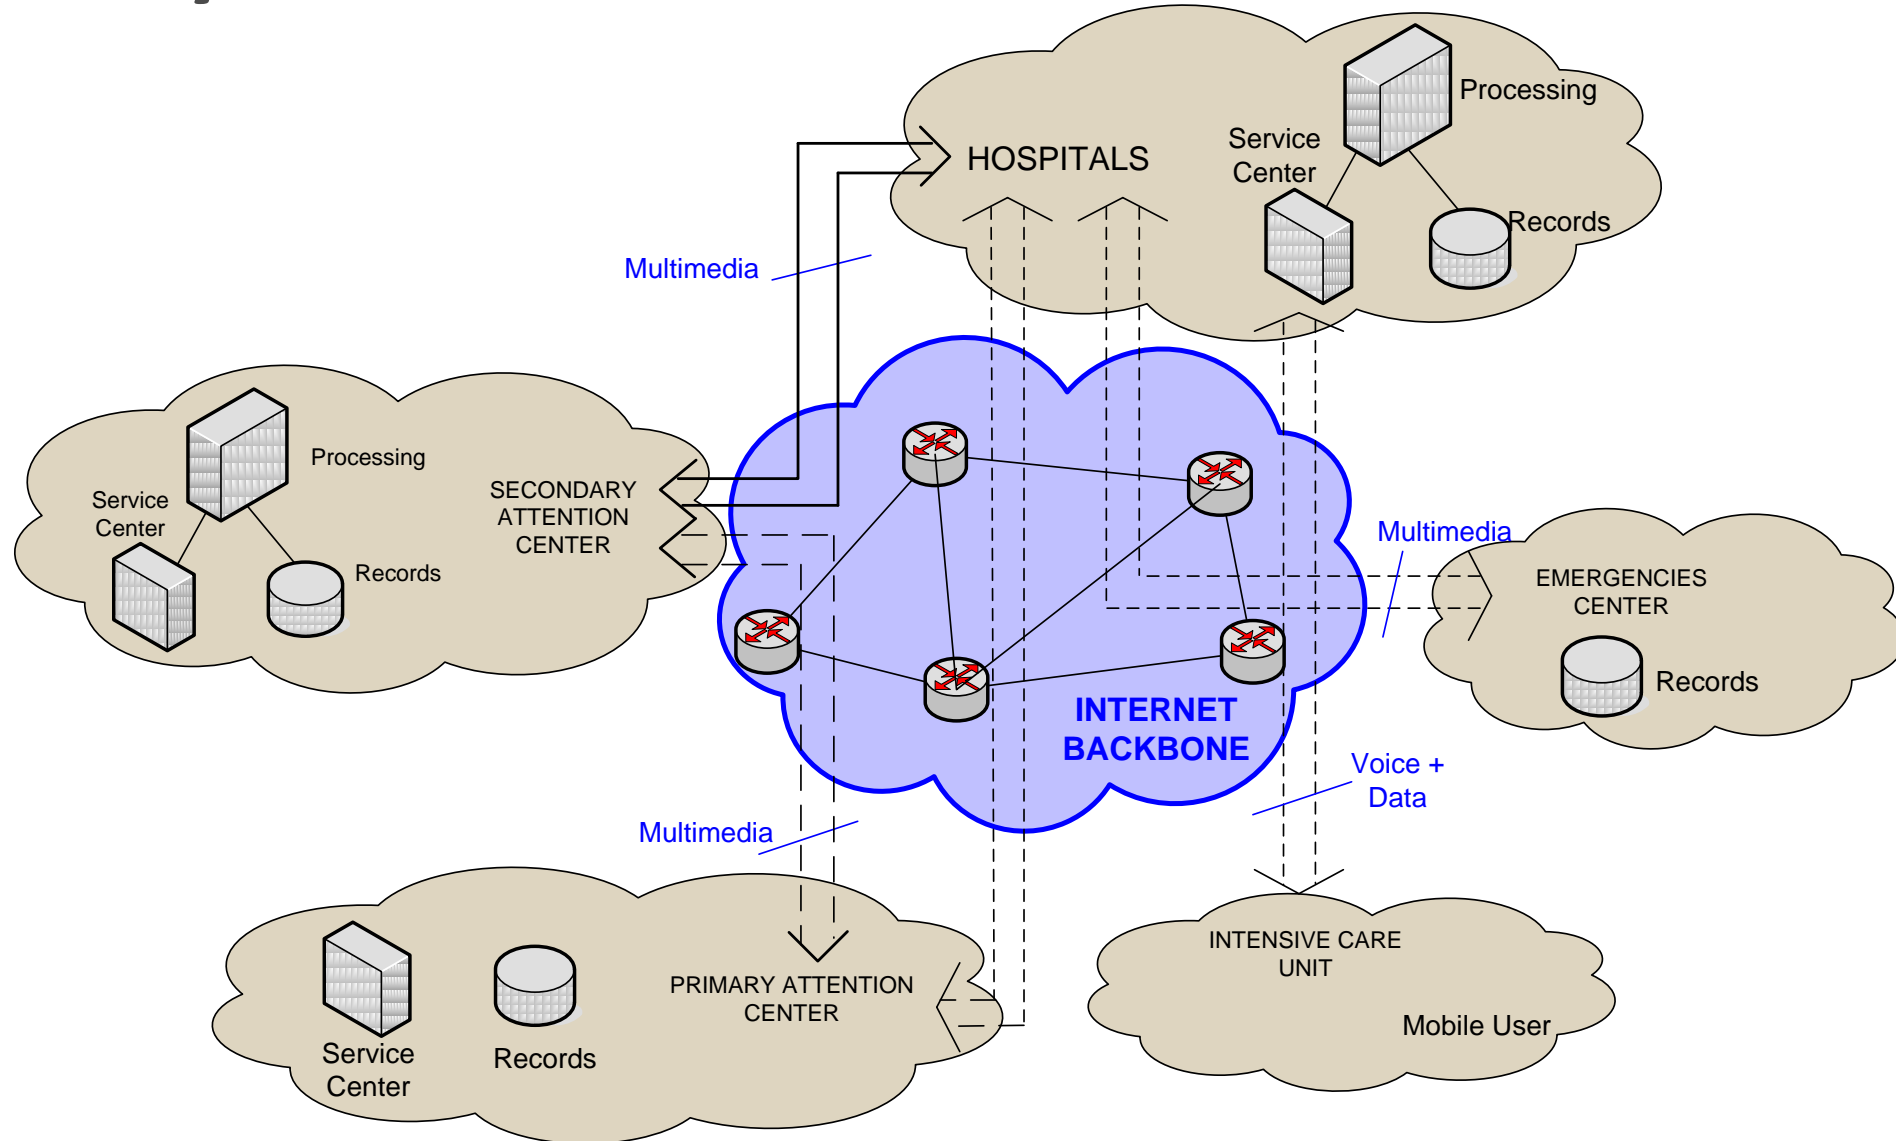 Processing
Service
Center
HOSPITALS
Records
Multimedia
Processing
Service
Center
SECONDARY
ATTENTION
CENTER
Records
Multimedia
EMERGENCIES
CENTER
Records
INTERNET
BACKBONE
Voice +
Data
Multimedia
PRIMARY ATTENTION
CENTER
Service
Center
Records
INTENSIVE CARE
UNIT
Mobile User